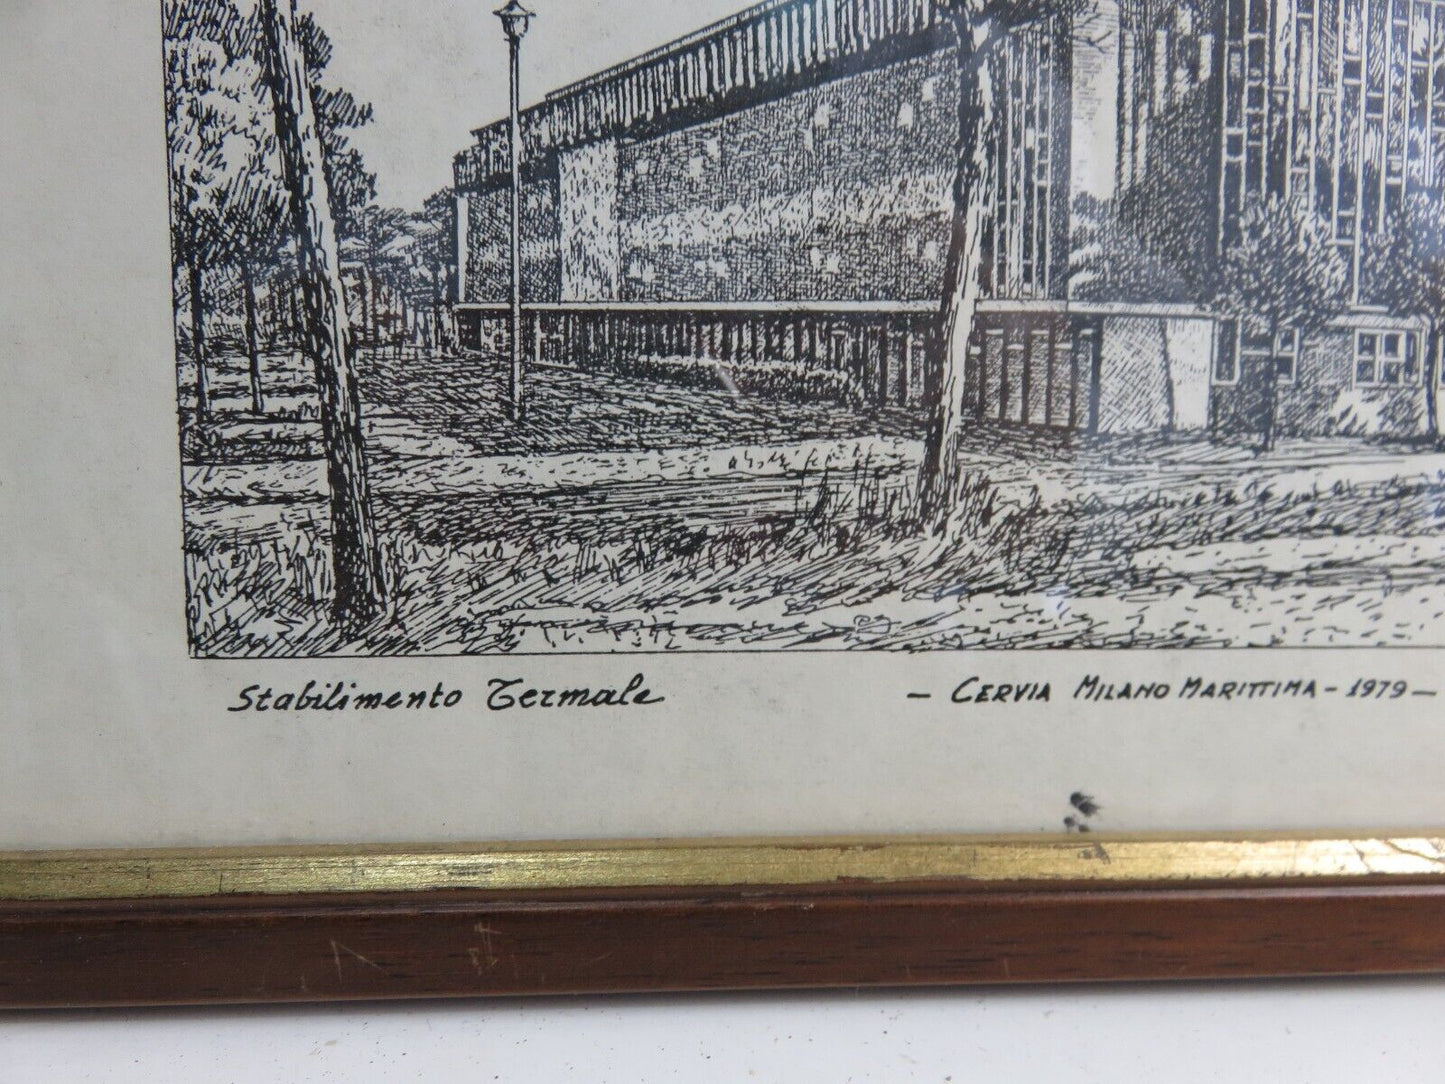 Stabilimento Termale
– CERVIA MILANO MARITTIMA – 1979 –